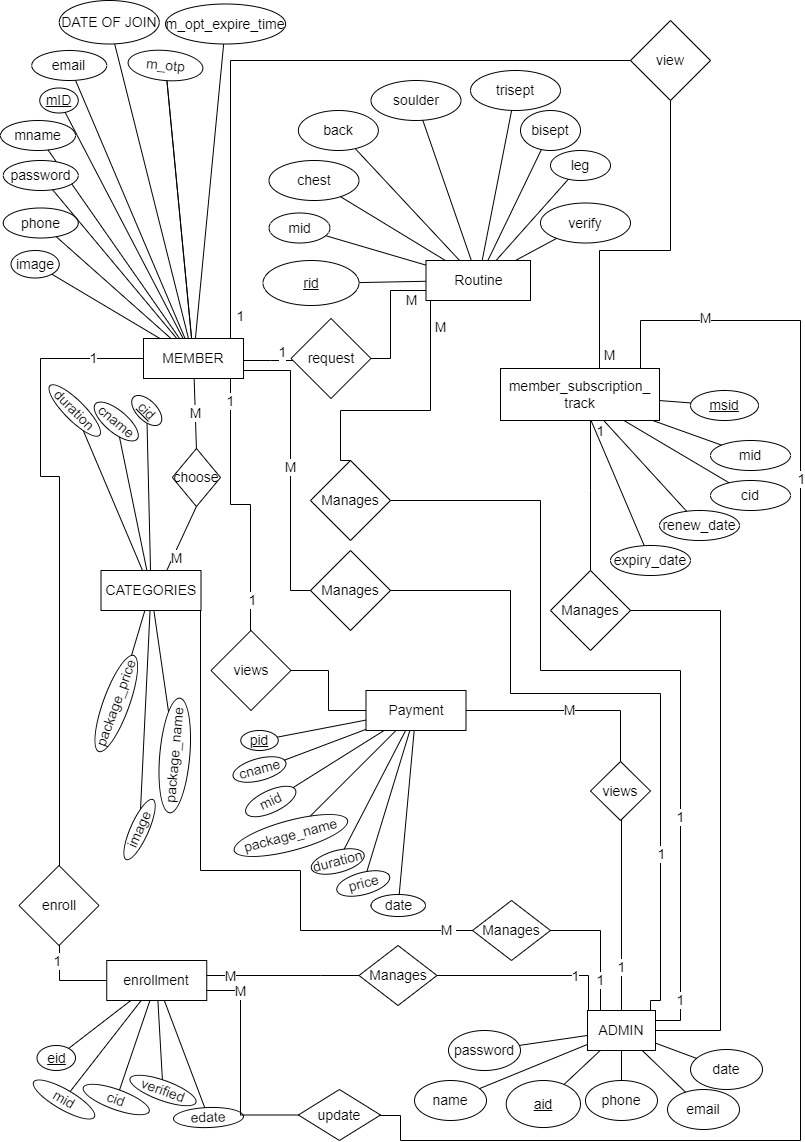 DATE OF JOIN
m_opt_expire_time
email
m_otp
mID
mname
password
phone
image
view
trisept
soulder
back
bisept
leg
chest
mid
verify
rid
Routine
M
M
1
MEMBER
1
request
1
1
M
M
member_subscription_
track
msid
mid
cid
renew_date
expiry_date
1
1
M
duration
cname
cid
M
choose
M
CATEGORIES
package_price
package_name
image
Manages
Manages
Manages
1
views
Payment
M
pid
cname
mid
package_name
duration
price
date
views
1
1
1
1
1
enroll
1
M
Manages
enrollment
M
M
Manages
1
eid
mid
cid
verified
edate
update
ADMIN
password
name
aid
phone
email
date